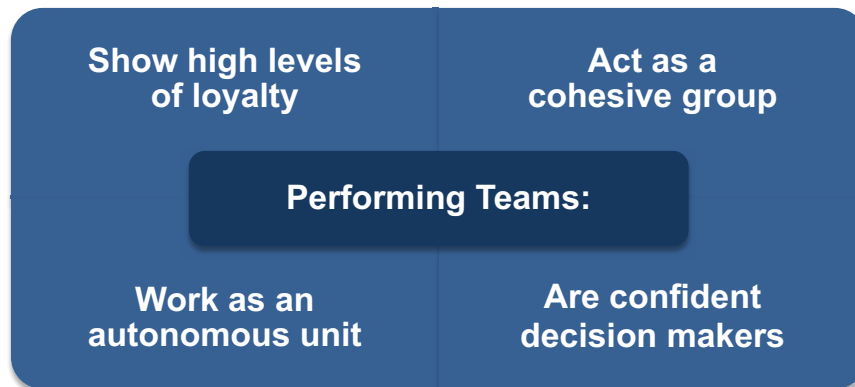 Show high levels
of loyalty
Act as a
cohesive group
Performing Teams:
Work as an
autonomous unit
Are confident
decision makers